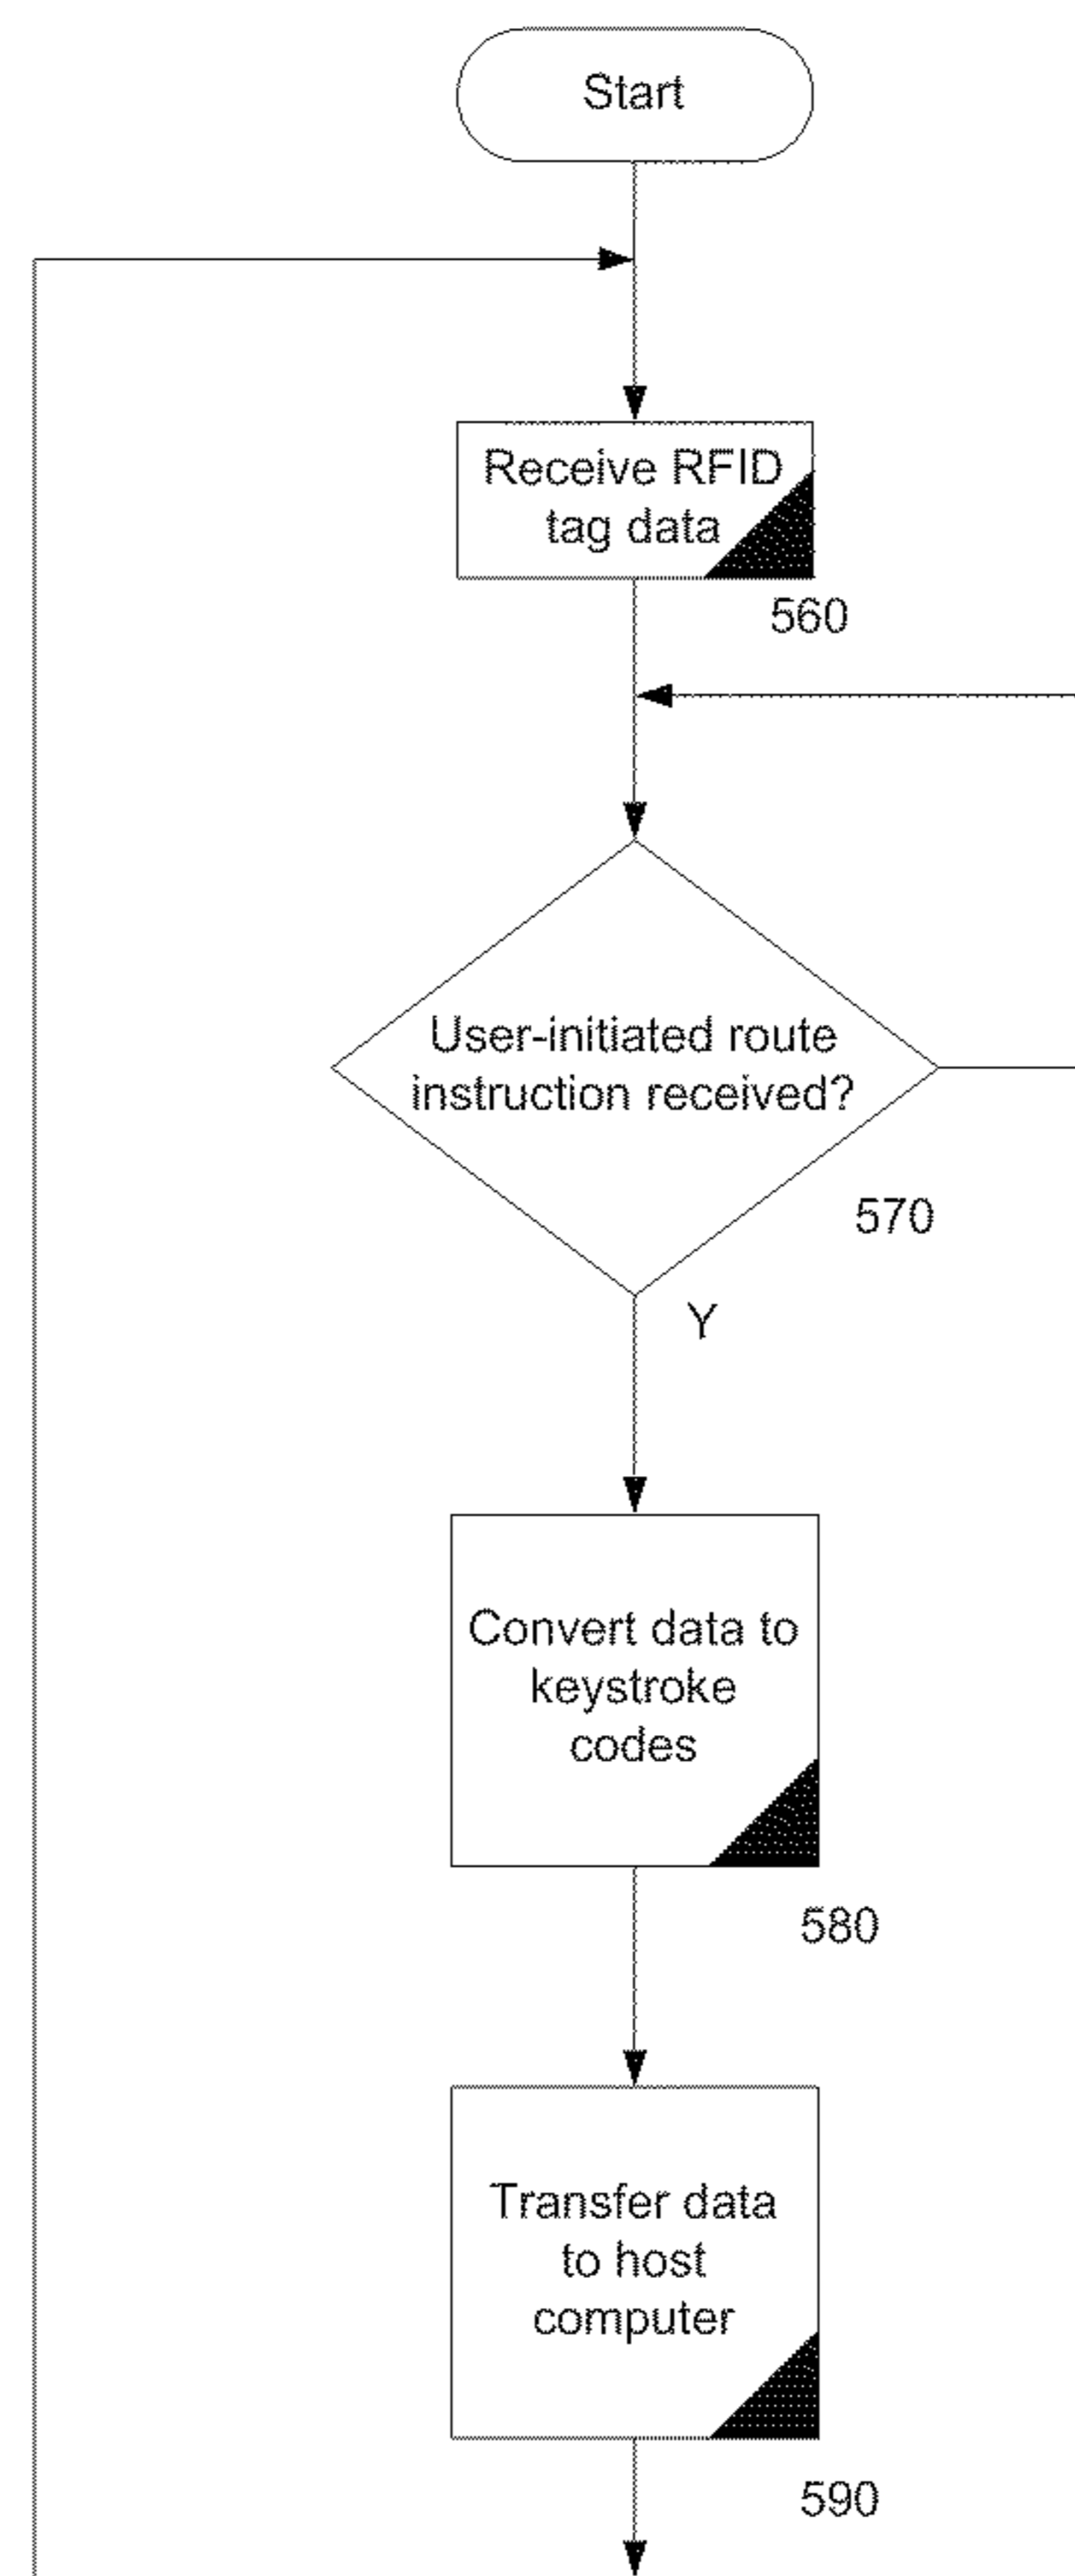 Start
Receive RFID
tag data
560
User-initiated route
instruction received?
570
Y
Convert data to
keystroke
codes
580
Transfer data
to host
computer
590